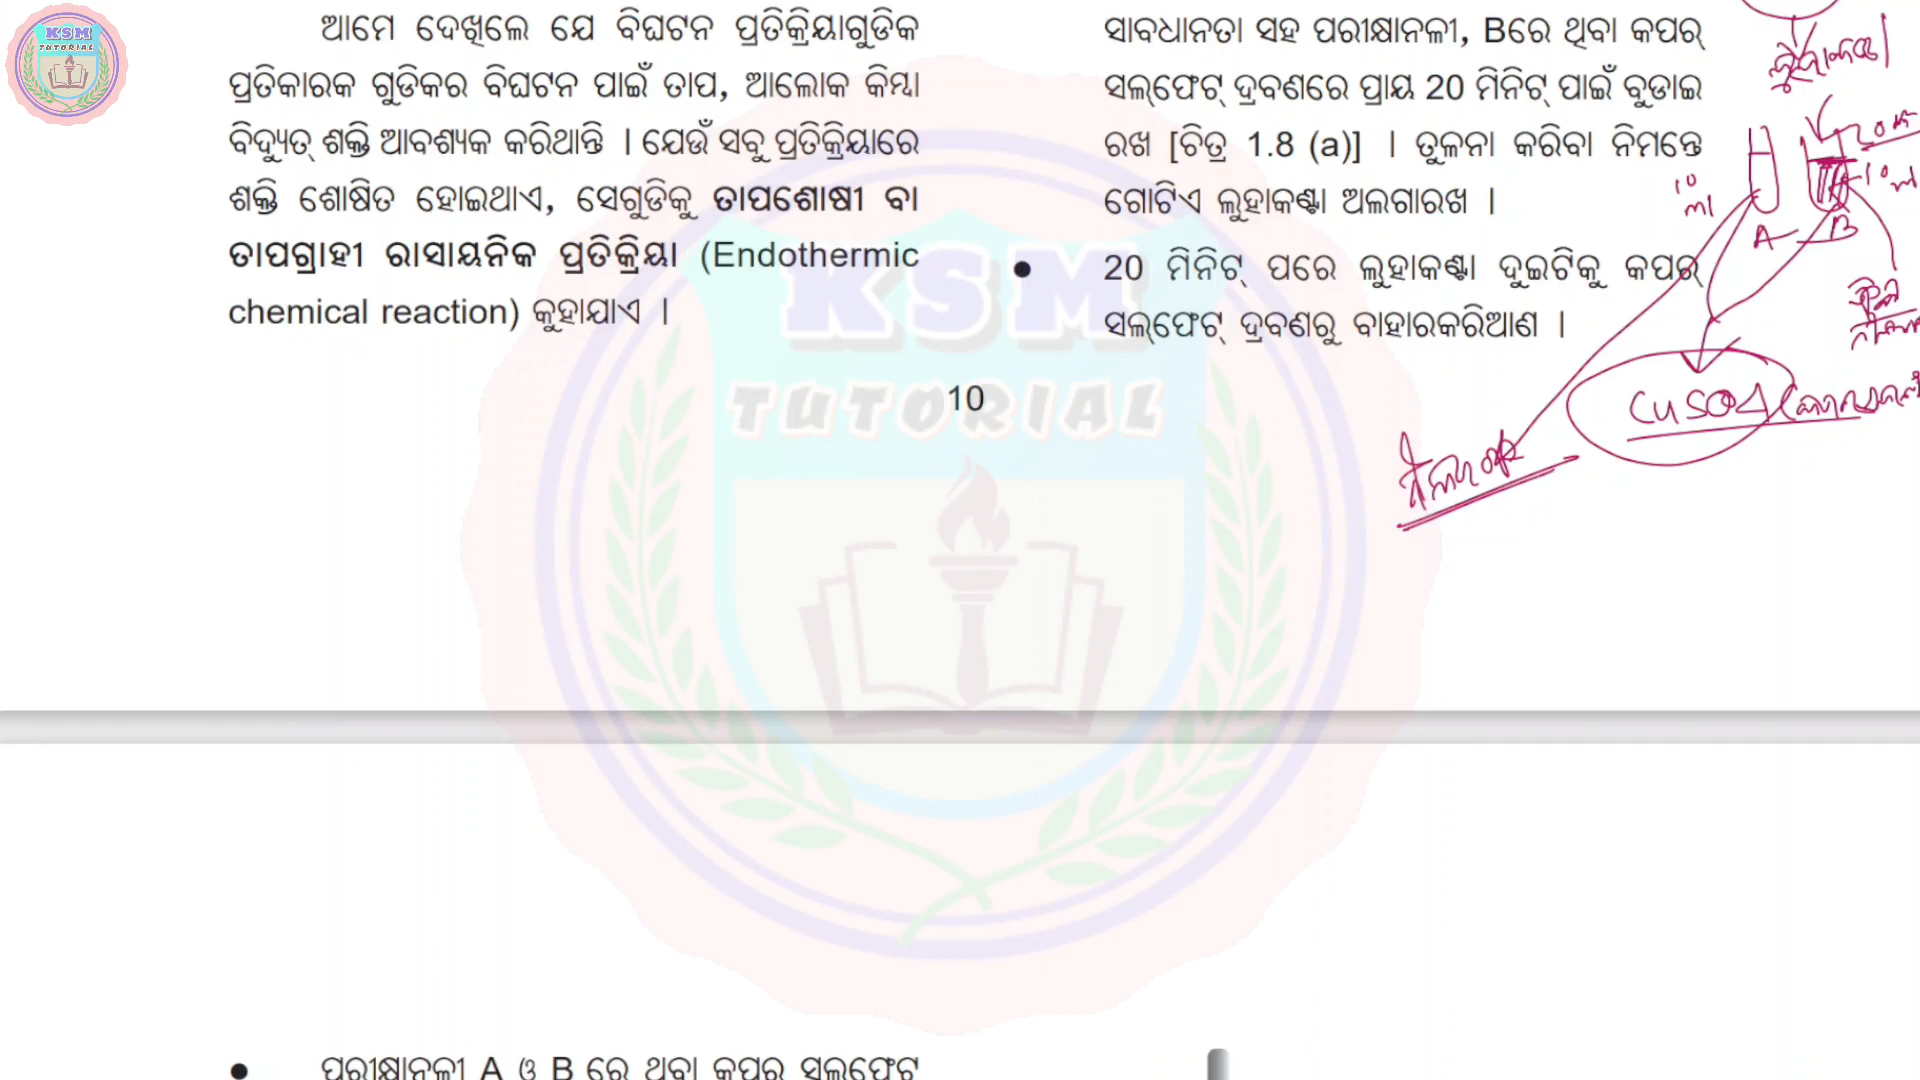 KSM
TUTORIAL
ଆମେ ଦେଖିଲେ ଯେ ବିଘଟନ ପ୍ରତିକ୍ରିୟାଗୁଡିକ
ପ୍ରତିକାରକ ଗୁଡିକର ବିଘଟନ ପାଇଁ ତାପ, ଆଲୋକ କିମ୍ବା
ବିଦ୍ୟୁତ୍ ଶକ୍ତି ଆବଶ୍ୟକ କରିଥାନ୍ତି । ଯେଉଁ ସବୁ ପ୍ରତିକ୍ରିୟାରେ
ଶକ୍ତି ଶୋଷିତ ହୋଇଥାଏ, ସେଗୁଡିକୁ ତାପଶୋଷୀ ବା
ତାପଗ୍ରାହୀ ରାସାୟନିକ ପ୍ରତିକ୍ରିୟା (Endothermic
chemical reaction) କୁହାଯାଏ ।
ସାବଧାନତା ସହ ପରୀକ୍ଷାନଳୀ, Bରେ ଥିବା କପର୍
ସଲ୍‌ଫେଟ୍ ଦ୍ରବଣରେ ପ୍ରାୟ 20 ମିନିଟ୍ ପାଇଁ ବୁଡାଇ
ରଖ [ଚିତ୍ର 1.8 (a)] । ତୁଳନା କରିବା ନିମନ୍ତେ
ଗୋଟିଏ ଲୁହାକଣ୍ଟା ଅଲଗାରଖ ।
● 20 ମିନିଟ୍ ପରେ ଲୁହାକଣ୍ଟା ଦୁଇଟିକୁ କପର୍
ସଲ୍‌ଫେଟ୍ ଦ୍ରବଣରୁ ବାହାରକରିଆଣ ।
A B
CuSO4
KSM
TUTORIAL
10
● ପରୀକ୍ଷାନଳୀ A ଓ B ରେ ଥିବା କପର୍ ସଲ୍‌ଫେଟ୍